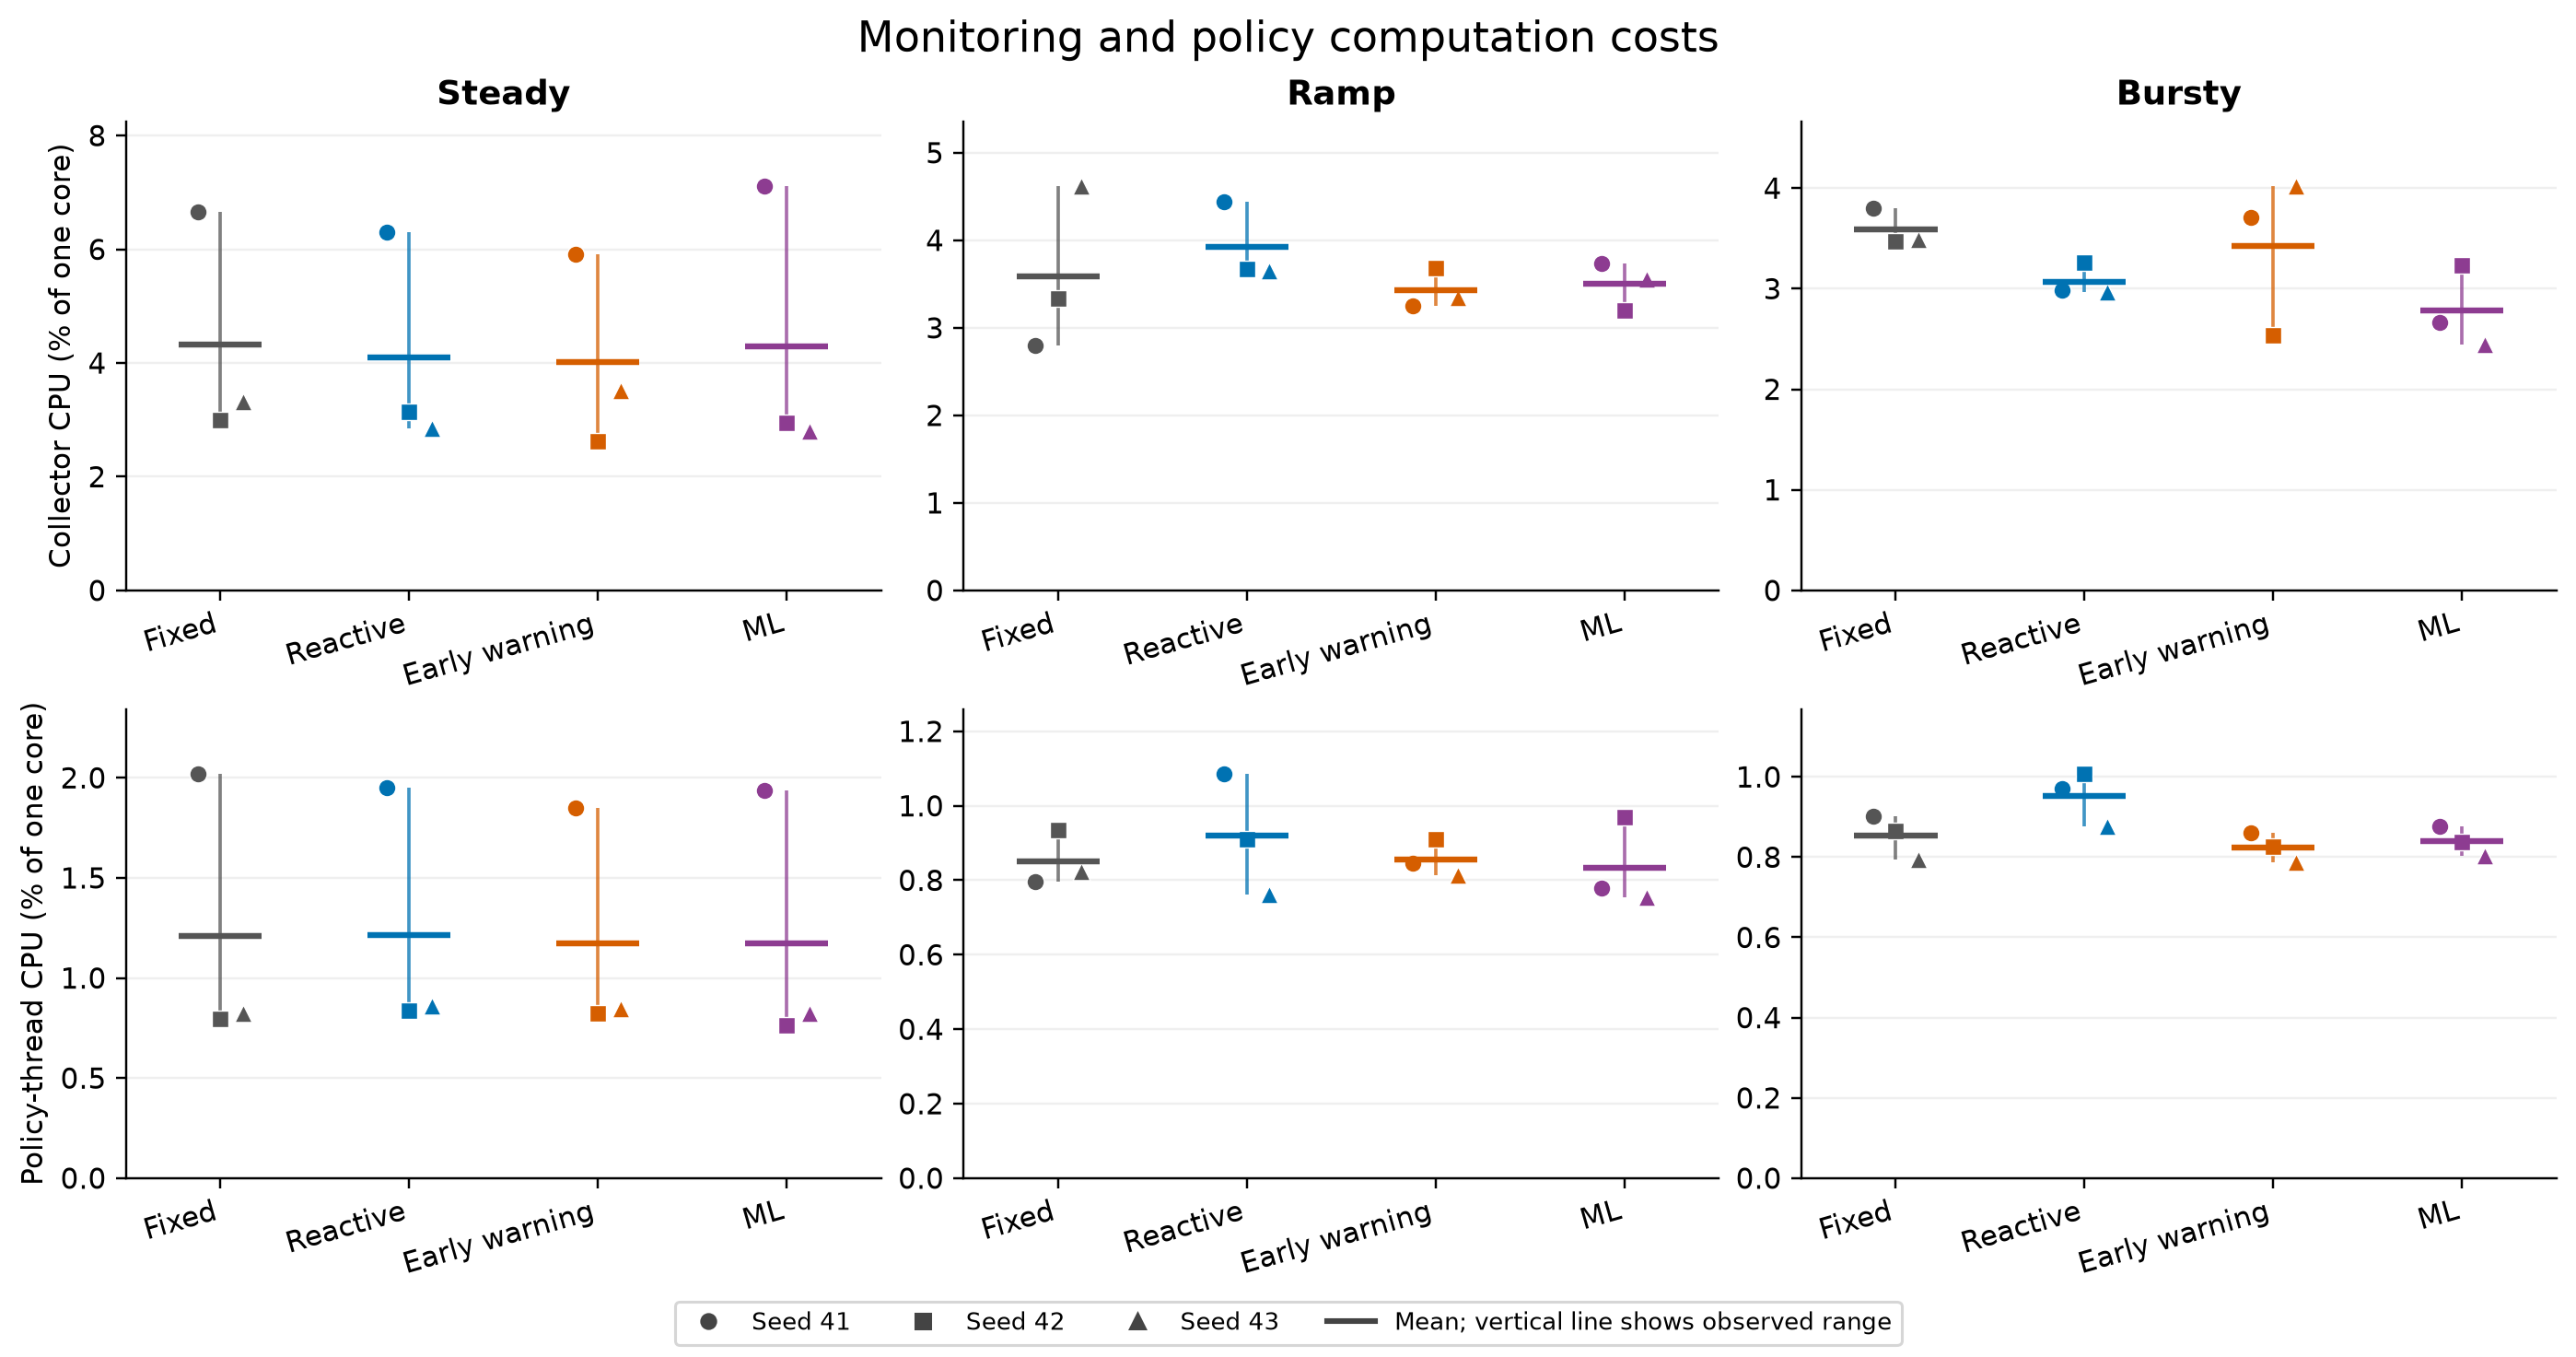 Monitoring and policy computation costs
Steady
Ramp
Bursty
Collector CPU (% of one core)
8
6
4
2
0
Fixed
Reactive
Early warning
ML
5
4
3
2
1
0
Fixed
Reactive
Early warning
ML
4
3
2
1
0
Fixed
Reactive
Early warning
ML
Policy-thread CPU (% of one core)
2.0
1.5
1.0
0.5
0.0
Fixed
Reactive
Early warning
ML
1.2
1.0
0.8
0.6
0.4
0.2
0.0
Fixed
Reactive
Early warning
ML
1.0
0.8
0.6
0.4
0.2
0.0
Fixed
Reactive
Early warning
ML
Seed 41
Seed 42
Seed 43
Mean; vertical line shows observed range